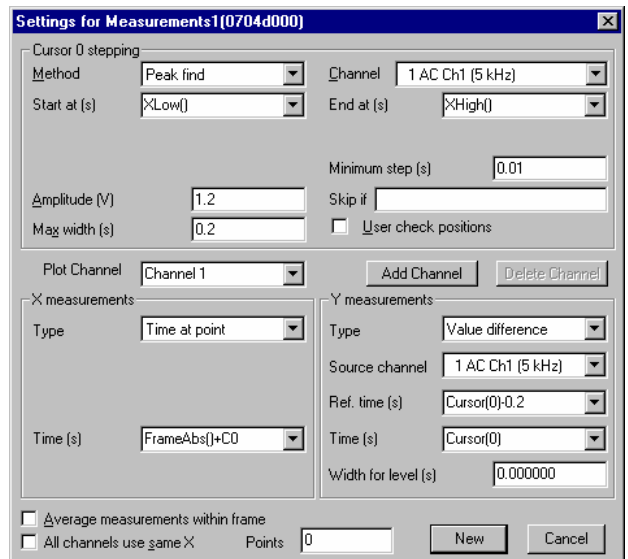 Settings for Measurements1(0704d000)
Cursor 0 stepping
Method Peak find Channel 1 AC Ch1 (5 kHz)
Start at (s) XLow() End at (s) XHigh()
Minimum step (s) 0.01
Amplitude (V) 1.2 Skip if
Max width (s) 0.2 User check positions
Plot Channel Channel 1 Add Channel Delete Channel
X measurements Y measurements
Type Time at point Type Value difference
Source channel 1 AC Ch1 (5 kHz)
Ref. time (s) Cursor(0)-0.2
Time (s) FrameAbs()+C0 Time (s) Cursor(0)
Width for level (s) 0.000000
Average measurements within frame
All channels use same X Points 0 New Cancel